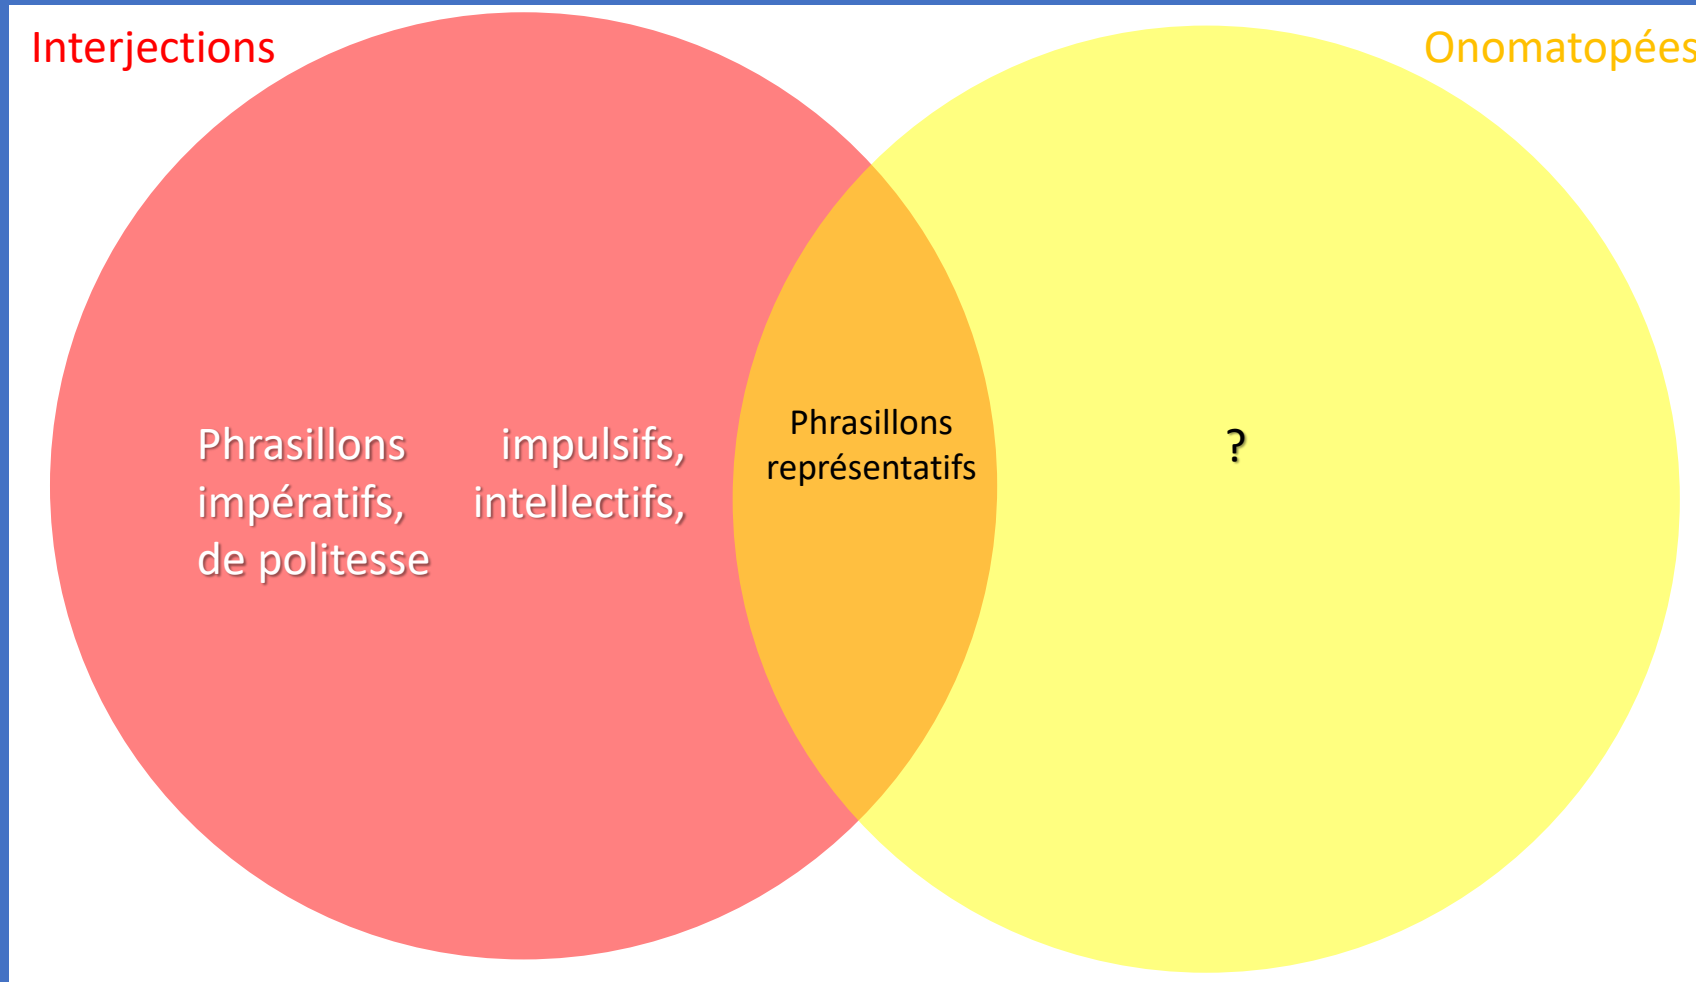 Interjections
Onomatopées
Phrasillons impulsifs,
impératifs, intellectifs,
de politesse
Phrasillons
représentatifs
?